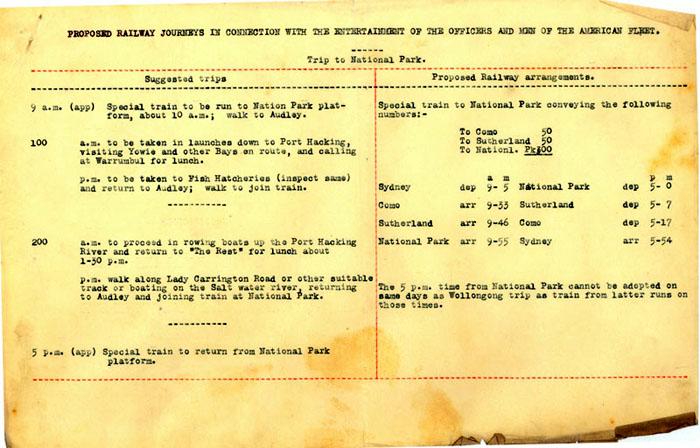 PROPOSED RAILWAY JOURNEYS IN CONNECTION WITH THE ENTERTAINMENT OF THE OFFICERS AND MEN OF THE AMERICAN FLEET.
Trip to National Park.
Suggested trips
9 a.m. (app) Special train to be run to Nation Park plat-
form, about 10 a.m.; walk to Audley.
100 a.m. to be taken in launches down to Port Hacking,
visiting Yowie and other Bays en route, and calling
at Warrumbul for lunch.
p.m. to be taken to Fish Hatcheries (inspect same)
and return to Audley; walk to join train.
200 a.m. to proceed in rowing boats up the Port Hacking
River and return to "The Rest" for lunch about
1-30 p.m.
p.m. walk along Lady Carrington Road or other suitable
track or boating on the Salt water river, returning
to Audley and joining train at National Park.
5 p.m. (app) Special train to return from National Park
platform.
Proposed Railway arrangements.
Special train to National Park conveying the following
numbers:-
To Como 50
To Sutherland 50
To Nationl. Pk
a m p m
Sydney dep 9- 5 National Park dep 5- 0
Como arr 9-33 Sutherland dep 5- 7
Sutherland arr 9-46 Como dep 5-17
National Park arr 9-55 Sydney arr 5-54
The 5 p.m. time from National Park cannot be adopted on
same days as Wollongong trip as train from latter runs on
those times.